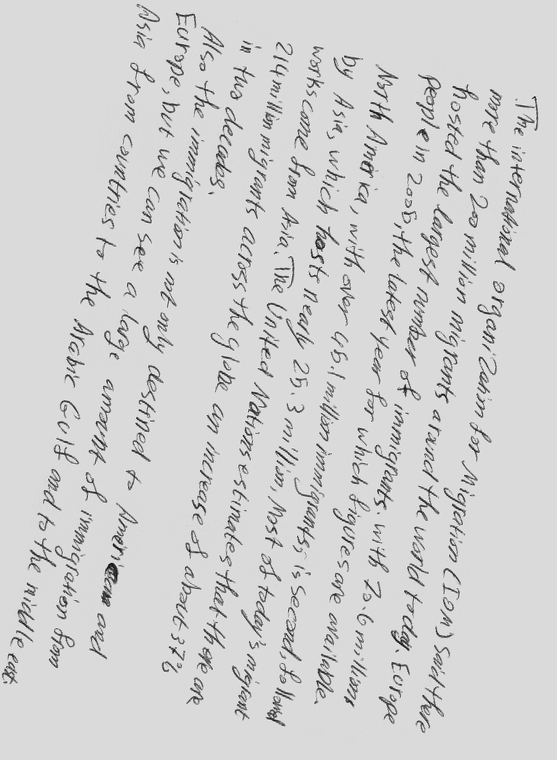 The international organization for Migration (IOM) said there
more than 200 million migrants around the world today. Europe
hosted the largest number of immigrants with 70.6 millions
people in 2005, the latest year for which figures are available.
North America, with over 45.1 million immigrants, is second followed
by Asia, which hosts nearly 25.3 million. Most of today's migrant
works come from Asia. The United Nations estimates that there are
214 million migrants across the globe an increase of about 37%
in two decades.
Also the immigration is not only destined to America and
Europe, but we can see a large amount of immigration from
Asia from countries to the Arabic Gulf and to the middle east.